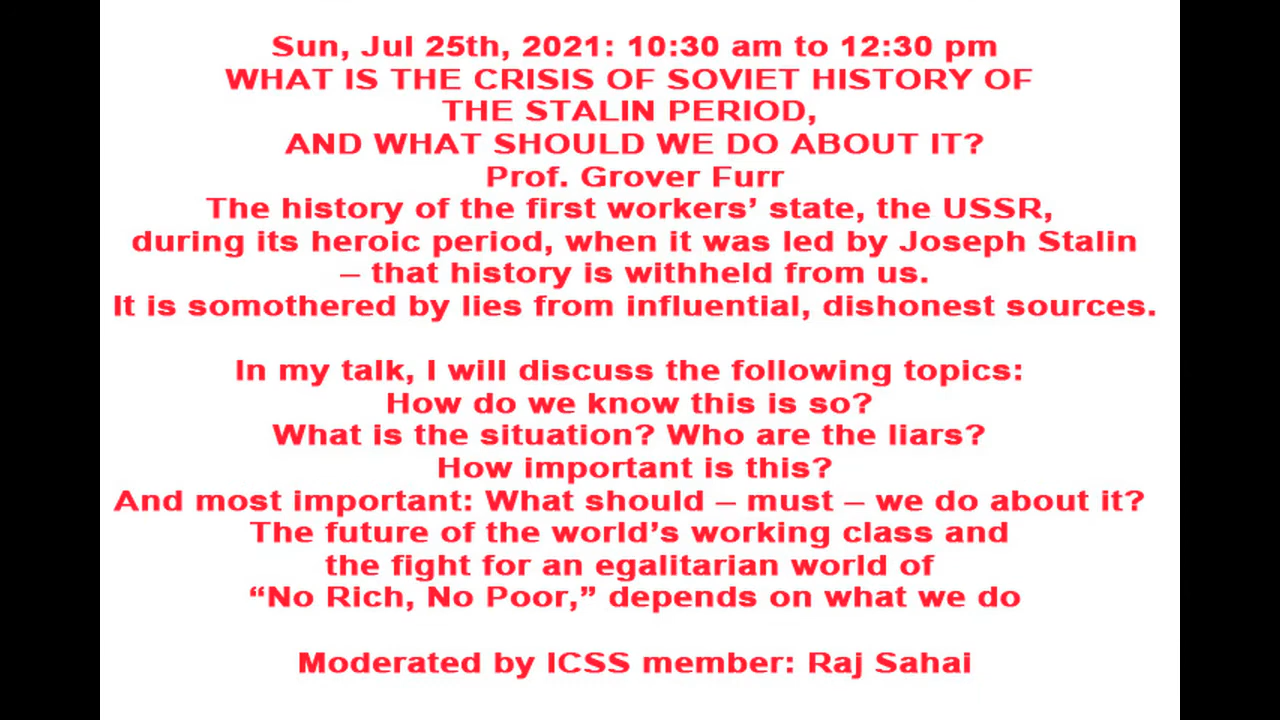 Sun, Jul 25th, 2021: 10:30 am to 12:30 pm
WHAT IS THE CRISIS OF SOVIET HISTORY OF
THE STALIN PERIOD,
AND WHAT SHOULD WE DO ABOUT IT?
Prof. Grover Furr
The history of the first workers’ state, the USSR,
during its heroic period, when it was led by Joseph Stalin
– that history is withheld from us.
It is somothered by lies from influential, dishonest sources.
In my talk, I will discuss the following topics:
How do we know this is so?
What is the situation? Who are the liars?
How important is this?
And most important: What should – must – we do about it?
The future of the world’s working class and
the fight for an egalitarian world of
“No Rich, No Poor,” depends on what we do
Moderated by ICSS member: Raj Sahai